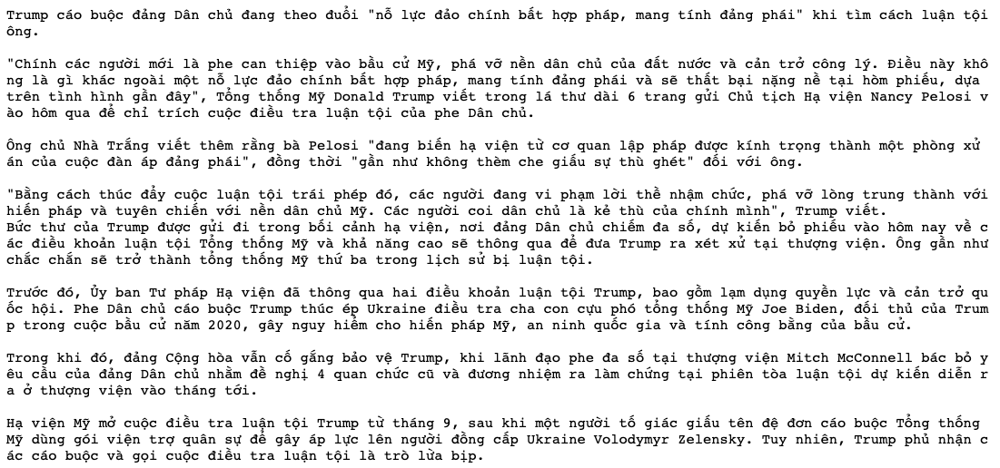 Trump cáo buộc đảng Dân chủ đang theo đuổi "nỗ lực đảo chính bất hợp pháp, mang tính đảng phái" khi tìm cách luận tội
ông.
"Chính các người mới là phe can thiệp vào bầu cử Mỹ, phá vỡ nền dân chủ của đất nước và cản trở công lý. Điều này khô
ng là gì khác ngoài một nỗ lực đảo chính bất hợp pháp, mang tính đảng phái và sẽ thất bại nặng nề tại hòm phiếu, dựa
trên tình hình gần đây", Tổng thống Mỹ Donald Trump viết trong lá thư dài 6 trang gửi Chủ tịch Hạ viện Nancy Pelosi v
ào hôm qua để chỉ trích cuộc điều tra luận tội của phe Dân chủ.
Ông chủ Nhà Trắng viết thêm rằng bà Pelosi "đang biến hạ viện từ cơ quan lập pháp được kính trọng thành một phòng xử
án của cuộc đàn áp đảng phái", đồng thời "gần như không thèm che giấu sự thù ghét" đối với ông.
"Bằng cách thúc đẩy cuộc luận tội trái phép đó, các người đang vi phạm lời thề nhậm chức, phá vỡ lòng trung thành với
hiến pháp và tuyên chiến với nền dân chủ Mỹ. Các người coi dân chủ là kẻ thù của chính mình", Trump viết.
Bức thư của Trump được gửi đi trong bối cảnh hạ viện, nơi đảng Dân chủ chiếm đa số, dự kiến bỏ phiếu vào hôm nay về c
ác điều khoản luận tội Tổng thống Mỹ và khả năng cao sẽ thông qua để đưa Trump ra xét xử tại thượng viện. Ông gần như
chắc chắn sẽ trở thành tổng thống Mỹ thứ ba trong lịch sử bị luận tội.
Trước đó, Ủy ban Tư pháp Hạ viện đã thông qua hai điều khoản luận tội Trump, bao gồm lạm dụng quyền lực và cản trở qu
ốc hội. Phe Dân chủ cáo buộc Trump thúc ép Ukraine điều tra cha con cựu phó tổng thống Mỹ Joe Biden, đối thủ của Trum
p trong cuộc bầu cử năm 2020, gây nguy hiểm cho hiến pháp Mỹ, an ninh quốc gia và tính công bằng của bầu cử.
Trong khi đó, đảng Cộng hòa vẫn cố gắng bảo vệ Trump, khi lãnh đạo phe đa số tại thượng viện Mitch McConnell bác bỏ y
êu cầu của đảng Dân chủ nhằm đề nghị 4 quan chức cũ và đương nhiệm ra làm chứng tại phiên tòa luận tội dự kiến diễn r
a ở thượng viện vào tháng tới.
Hạ viện Mỹ mở cuộc điều tra luận tội Trump từ tháng 9, sau khi một người tố giác giấu tên đệ đơn cáo buộc Tổng thống
Mỹ dùng gói viện trợ quân sự để gây áp lực lên người đồng cấp Ukraine Volodymyr Zelensky. Tuy nhiên, Trump phủ nhận c
ác cáo buộc và gọi cuộc điều tra luận tội là trò lừa bịp.